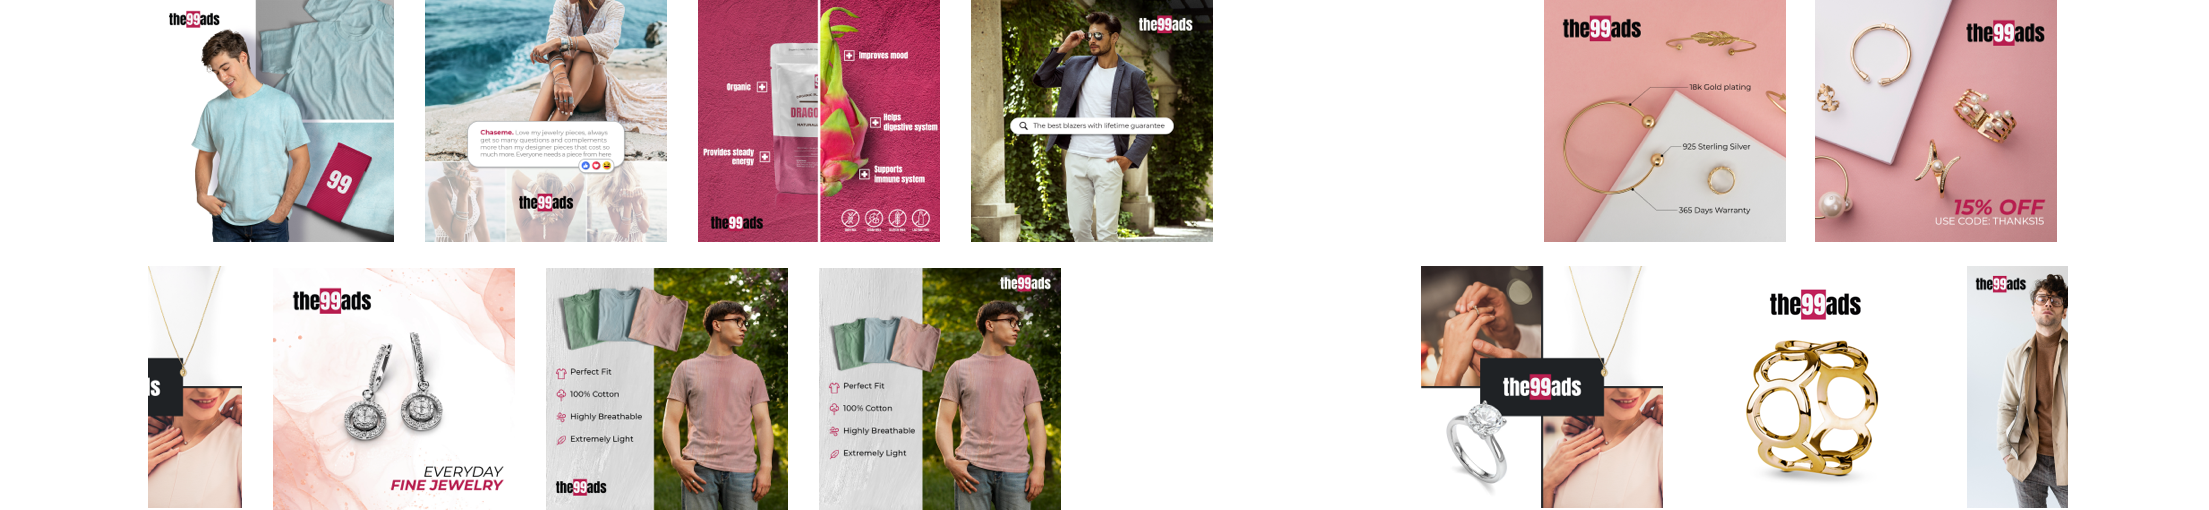 the99ads
99
Chaseme. Love my jewelry pieces, always
get so many questions and complements
more than my designer pieces that cost so
much more. Everyone needs a piece from here
the99ads
Organic
Provides steady
energy
Improves mood
Helps
digestive system
Supports
immune system
DRAGO
the99ads
the99ads
The best blazers with lifetime guarantee
the99ads
18k Gold plating
925 Sterling Silver
365 Days Warranty
the99ads
15% OFF
USE CODE: THANKS15
ds
the99ads
EVERYDAY
FINE JEWELRY
Perfect Fit
100% Cotton
Highly Breathable
Extremely Light
the99ads
the99ads
Perfect Fit
100% Cotton
Highly Breathable
Extremely Light
the99ads
the99ads
the99ads